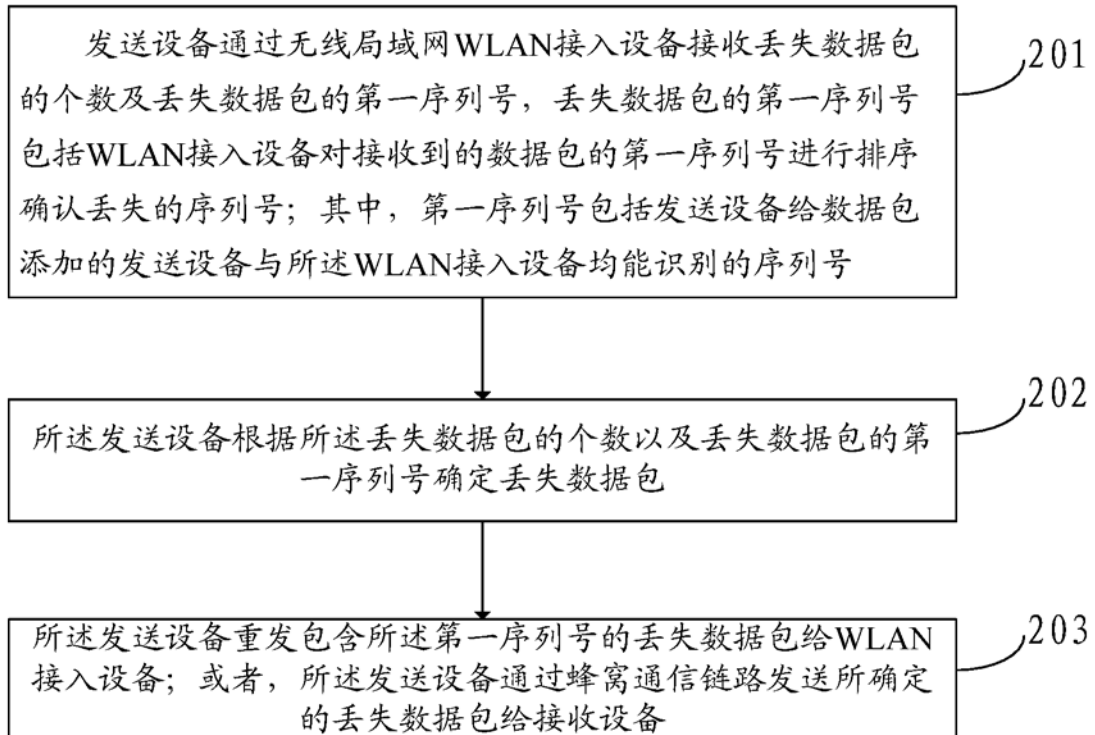 发送设备通过无线局域网WLAN接入设备接收丢失数据包
的个数及丢失数据包的第一序列号，丢失数据包的第一序列号
包括WLAN接入设备对接收到的数据包的第一序列号进行排序
确认丢失的序列号；其中，第一序列号包括发送设备给数据包
添加的发送设备与所述WLAN接入设备均能识别的序列号
201
所述发送设备根据所述丢失数据包的个数以及丢失数据包的第
一序列号确定丢失数据包
202
所述发送设备重发包含所述第一序列号的丢失数据包给WLAN
接入设备；或者，所述发送设备通过蜂窝通信链路发送所确定
的丢失数据包给接收设备
203